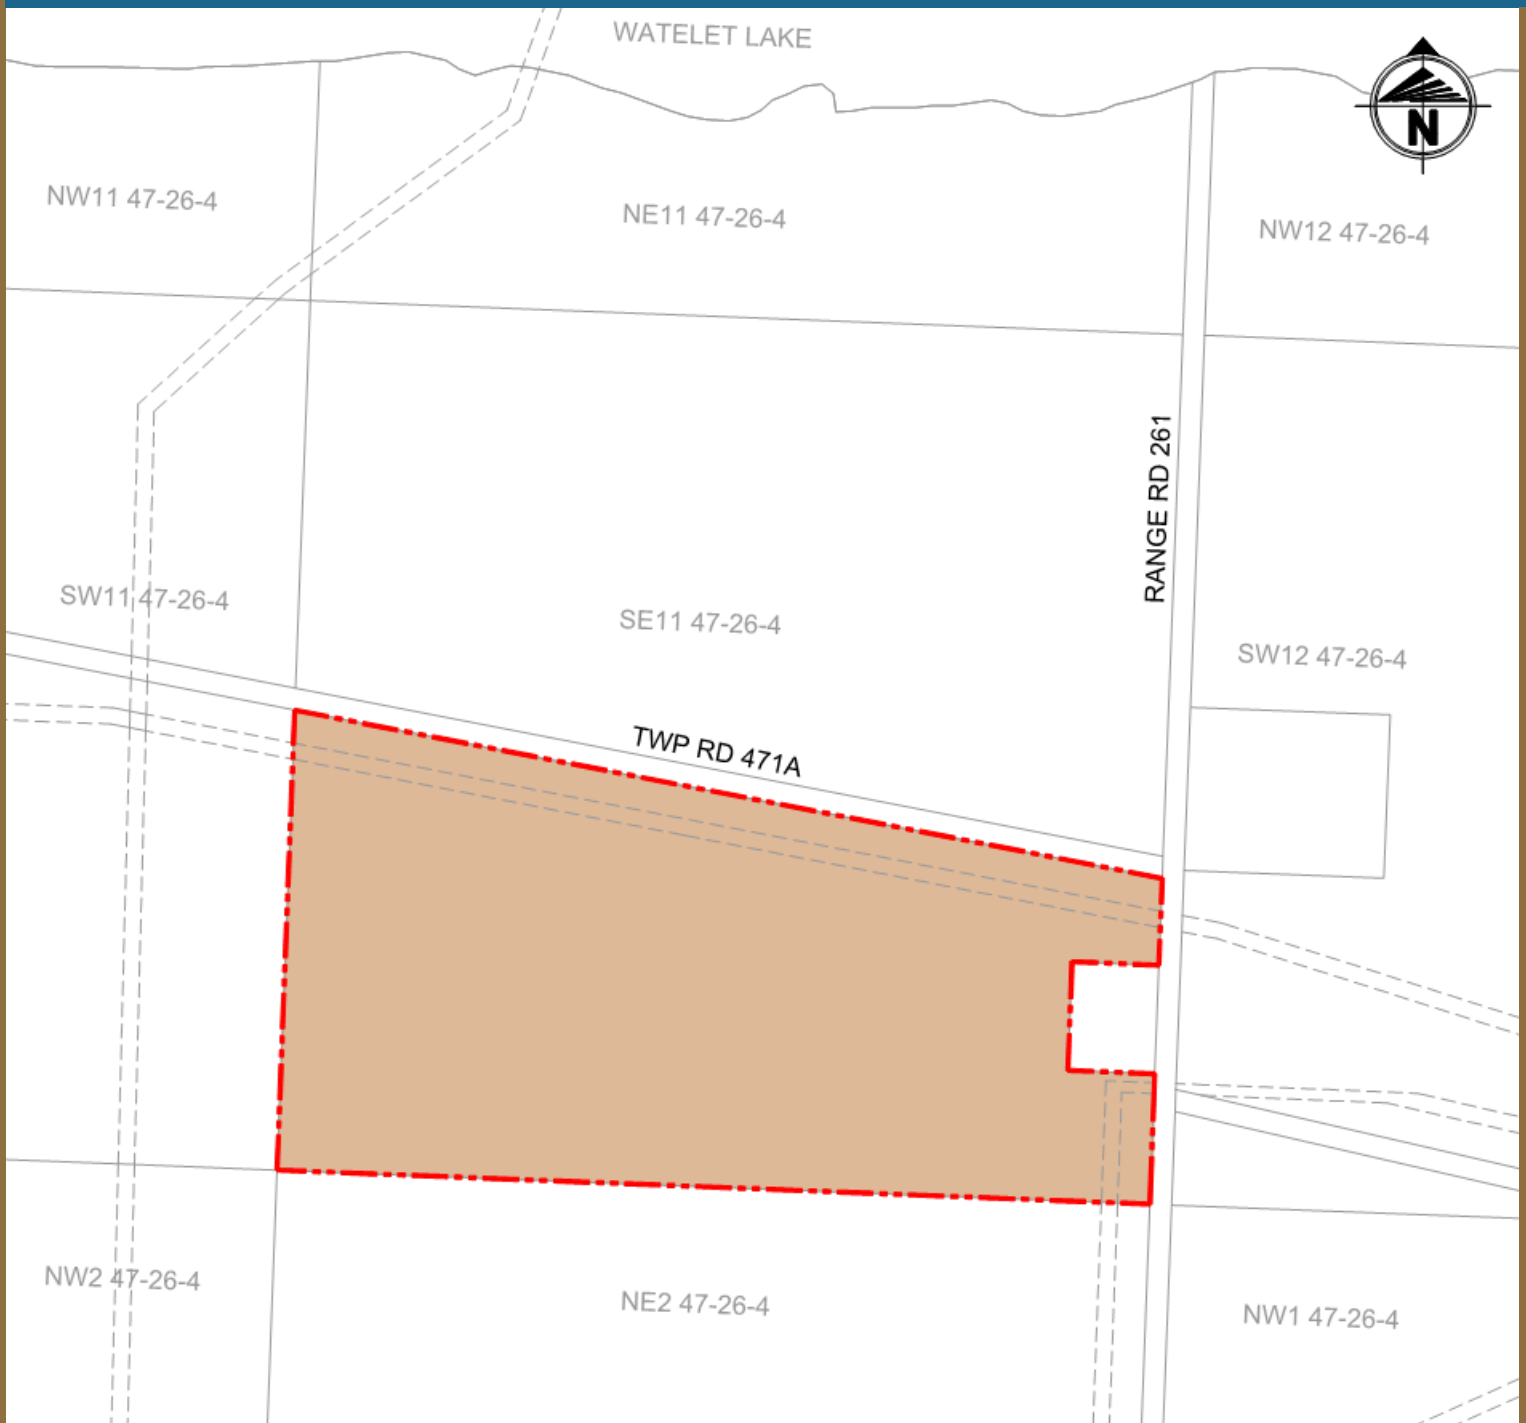 WATELET LAKE
N
NW11 47-26-4
NE11 47-26-4
NW12 47-26-4
RANGE RD 261
SW11 47-26-4
SE11 47-26-4
SW12 47-26-4
TWP RD 471A
NW2 47-26-4
NE2 47-26-4
NW1 47-26-4